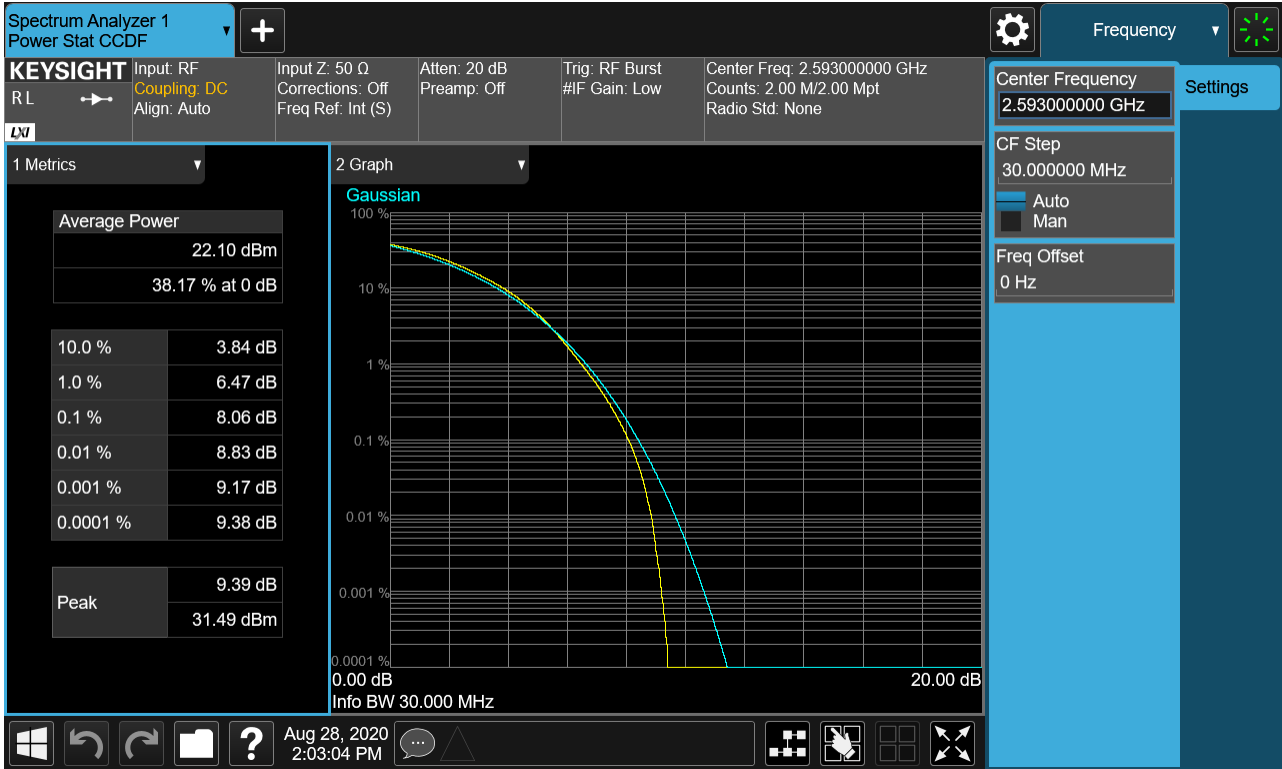 Spectrum Analyzer 1
Power Stat CCDF
Frequency
KEYSIGHT
R L
LXI
Input: RF
Coupling: DC
Align: Auto
Input Z: 50 Ω
Corrections: Off
Freq Ref: Int (S)
Atten: 20 dB
Preamp: Off
Trig: RF Burst
#IF Gain: Low
Center Freq: 2.593000000 GHz
Counts: 2.00 M/2.00 Mpt
Radio Std: None
Center Frequency
2.593000000 GHz
Settings
CF Step
30.000000 MHz
Auto
Man
Freq Offset
0 Hz
1 Metrics
Average Power
22.10 dBm
38.17 % at 0 dB
10.0 % 3.84 dB
1.0 % 6.47 dB
0.1 % 8.06 dB
0.01 % 8.83 dB
0.001 % 9.17 dB
0.0001 % 9.38 dB
Peak
9.39 dB
31.49 dBm
2 Graph
Gaussian
100 %
10 %
1 %
0.1 %
0.01 %
0.001 %
0.0001 %
0.00 dB 20.00 dB
Info BW 30.000 MHz
?
Aug 28, 2020
2:03:04 PM